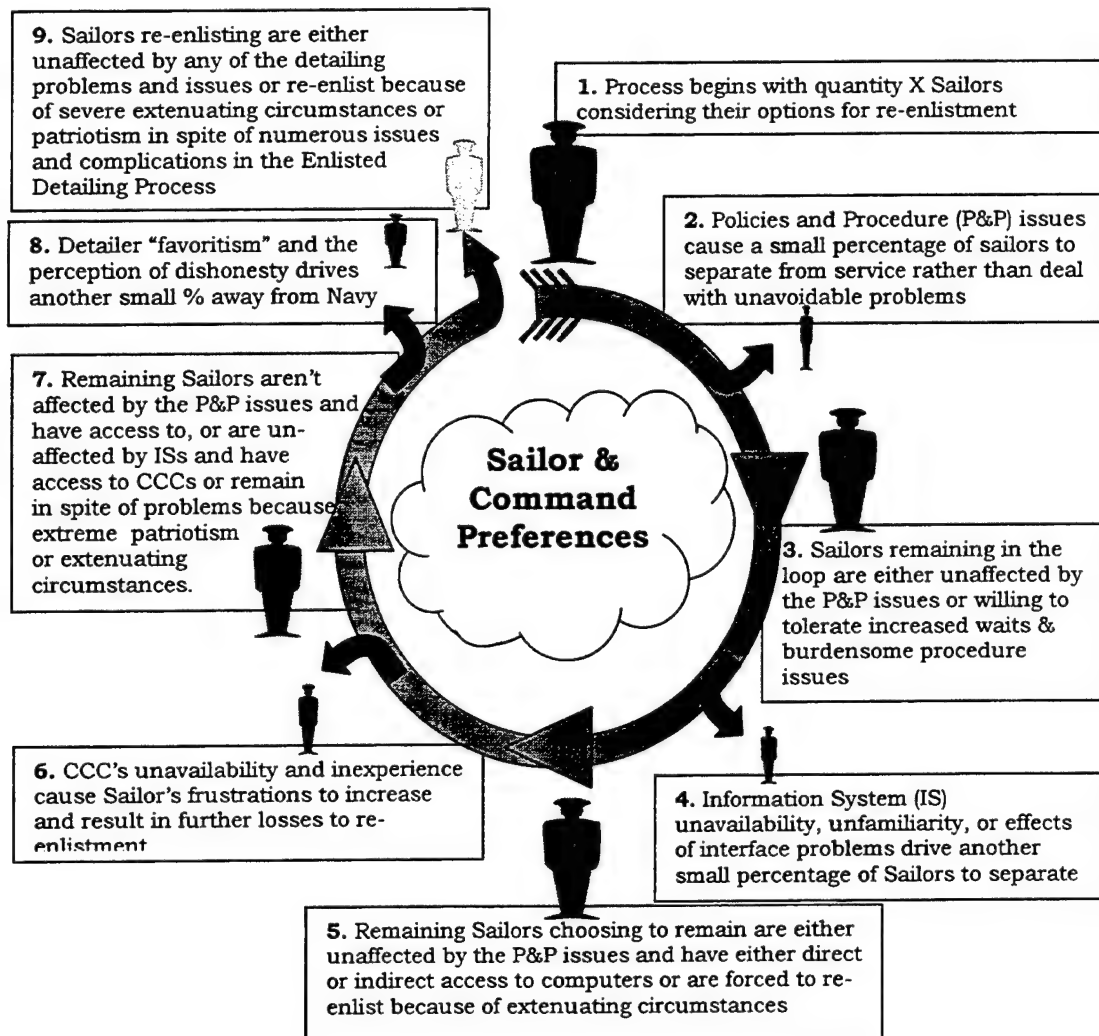 9. Sailors re-enlisting are either
unaffected by any of the detailing
problems and issues or re-enlist because
of severe extenuating circumstances or
patriotism in spite of numerous issues
and complications in the Enlisted
Detailing Process
1. Process begins with quantity X Sailors
considering their options for re-enlistment
2. Policies and Procedure (P&P) issues
cause a small percentage of sailors to
separate from service rather than deal
with unavoidable problems
8. Detailer “favoritism” and the
perception of dishonesty drives
another small % away from Navy
7. Remaining Sailors aren't
affected by the P&P issues and
have access to, or are un-
affected by ISs and have
access to CCCs or remain
in spite of problems because
extreme patriotism
or extenuating
circumstances.
Sailor &
Command
Preferences
3. Sailors remaining in the
loop are either unaffected by
the P&P issues or willing to
tolerate increased waits &
burdensome procedure
issues
6. CCC's unavailability and inexperience
cause Sailor's frustrations to increase
and result in further losses to re-
enlistment
4. Information System (IS)
unavailability, unfamiliarity, or effects
of interface problems drive another
small percentage of Sailors to separate
5. Remaining Sailors choosing to remain are either
unaffected by the P&P issues and have either direct
or indirect access to computers or are forced to re-
enlist because of extenuating circumstances